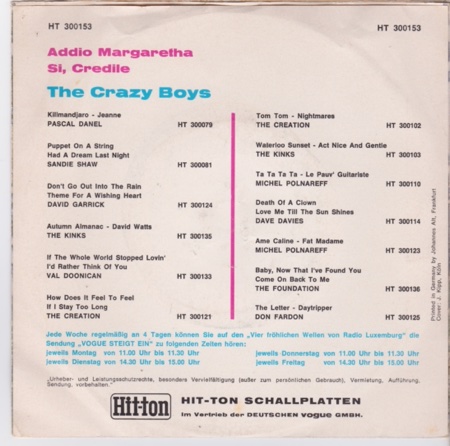 HT 300153
HT 300153
Addio Margaretha
Si, Credile
The Crazy Boys
Kilimandjaro - Jeanne
PASCAL DANEL HT 300079
Puppet On A String
Had A Dream Last Night
SANDIE SHAW HT 300081
Don't Go Out Into The Rain
Theme For A Wishing Heart
DAVID GARRICK HT 300124
Autumn Almanac - David Watts
THE KINKS HT 300135
If The Whole World Stopped Lovin'
I'd Rather Think Of You
VAL DOONICAN HT 300133
How Does It Feel To Feel
If I Stay Too Long
THE CREATION HT 300121
Tom Tom - Nightmares
THE CREATION HT 300102
Waterloo Sunset - Act Nice And Gentle
THE KINKS HT 300103
Ta Ta Ta Ta - Le Pauv' Guitariste
MICHEL POLNAREFF HT 300110
Death Of A Clown
Love Me Till The Sun Shines
DAVE DAVIES HT 300114
Ame Caline - Fat Madame
MICHEL POLNAREFF HT 300123
Baby, Now That I've Found You
Come On Back To Me
THE FOUNDATION HT 300136
The Letter - Daytripper
DON FARDON HT 300125
Printed in Germany by Johannes Alt, Frankfurt
Cover: J. Kipp, Köln
Jede Woche regelmäßig an 4 Tagen können Sie auf den „Vier fröhlichen Wellen von Radio Luxemburg" die
Sendung „VOGUE STEIGT EIN" zu folgenden Zeiten hören:
jeweils Montag von 11.00 Uhr bis 11.30 Uhr jeweils Donnerstag von 11.00 Uhr bis 11.30 Uhr
jeweils Dienstag von 14.30 Uhr bis 15.00 Uhr jeweils Freitag von 14.30 Uhr bis 15.00 Uhr
„Urheber- und Leistungsschutzrechte, besondere Vervielfältigung (außer zum persönlichen Gebrauch), Vermietung, Aufführung,
Sendung, vorbehalten."
Hit-ton
HIT-TON SCHALLPLATTEN
im Vertrieb der DEUTSCHEN VOGUE GMBH.